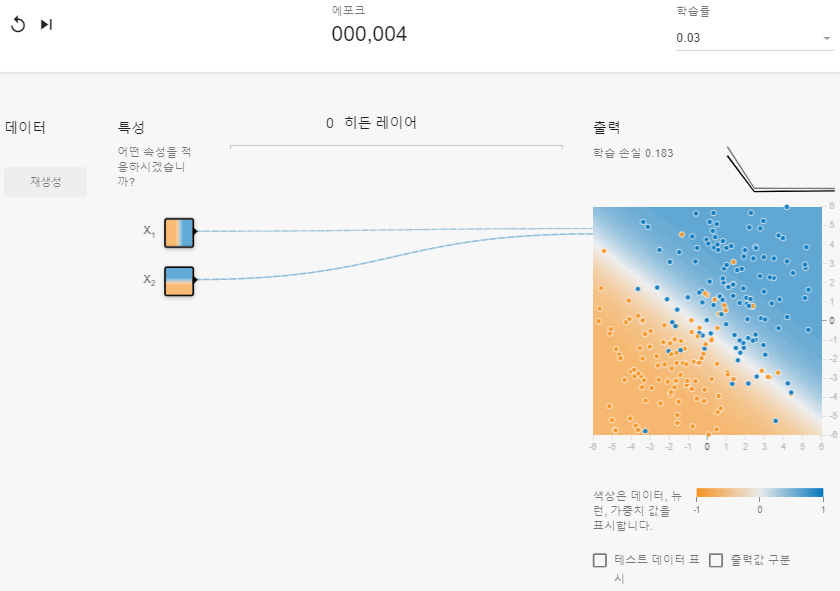 에포크
000,004
학습률
0.03
데이터
재생성
특성
어떤 속성을 적
용하시겠습니
까?
X1
X2
0 히든 레이어
출력
학습 손실 0.183
6
5
4
3
2
1
0
-1
-2
-3
-4
-5
-6
-6 -5 -4 -3 -2 -1 0 1 2 3 4 5 6
색상은 데이터, 뉴
런, 가중치 값을
표시합니다.
-1 0 1
테스트 데이터 표
시
출력값 구분